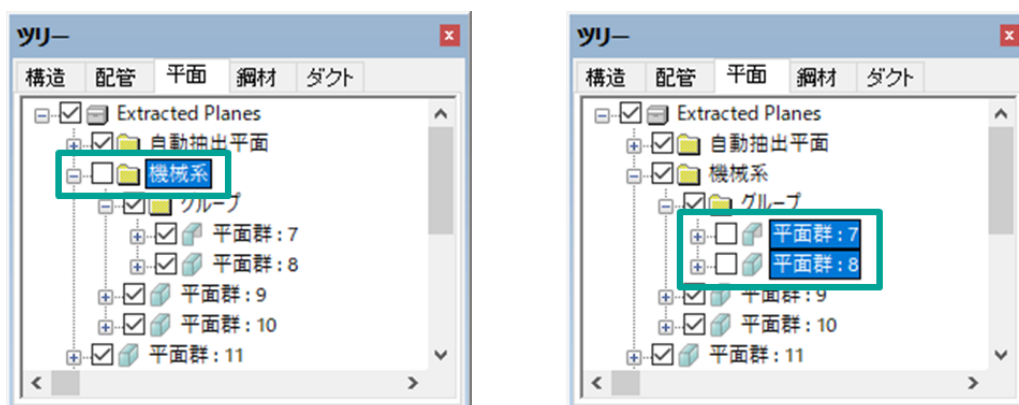 ツリー
構造 配管 平面 鋼材 ダクト
Extracted Planes
自動抽出平面
機械系
グループ
平面群 : 7
平面群 : 8
平面群 : 9
平面群 : 10
平面群 : 11
ツリー
構造 配管 平面 鋼材 ダクト
Extracted Planes
自動抽出平面
機械系
グループ
平面群 : 7
平面群 : 8
平面群 : 9
平面群 : 10
平面群 : 11